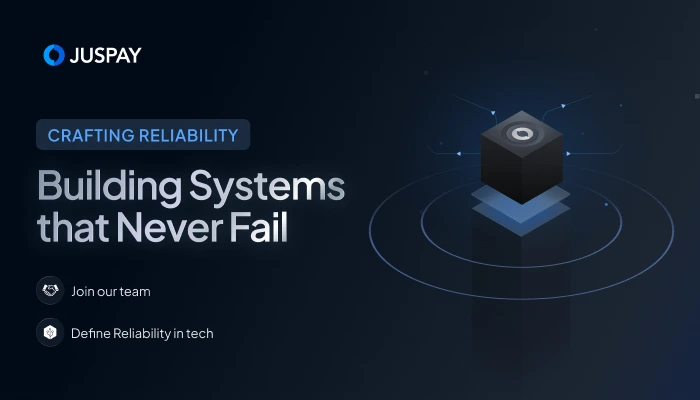 JUSPAY
CRAFTING RELIABILITY
Building Systems
that Never Fail
Join our team
Define Reliability in tech